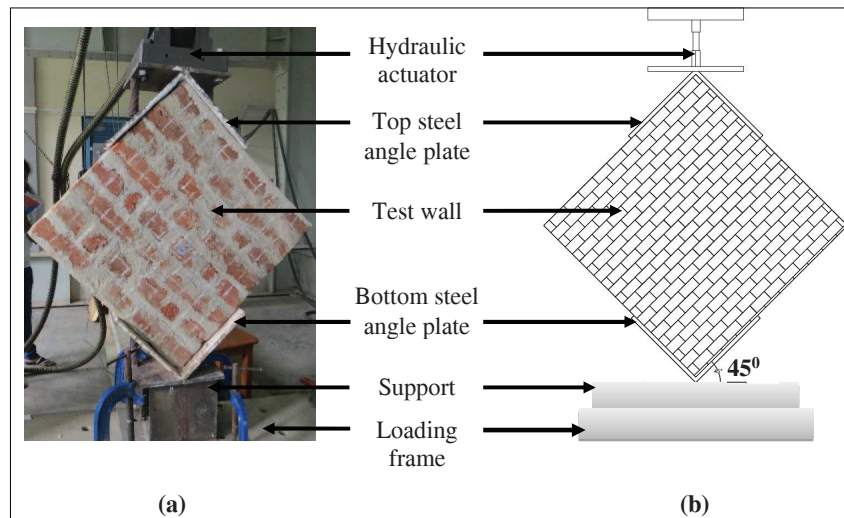 Hydraulic
actuator
Top steel
angle plate
Test wall
Bottom steel
angle plate
45⁰
Support
Loading
frame
(a)
(b)